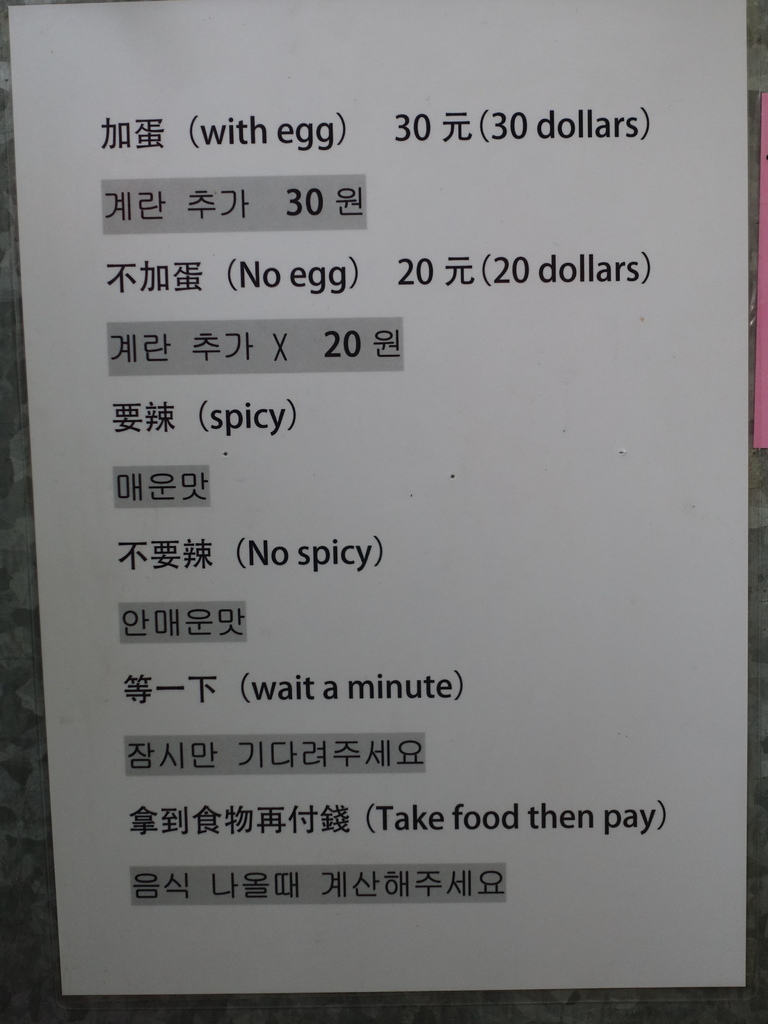 加蛋（with egg） 30 元（30 dollars）
계란 추가 30 원
不加蛋（No egg） 20 元（20 dollars）
계란 추가 X 20 원
要辣（spicy）
매운맛
不要辣（No spicy）
안매운맛
等一下（wait a minute）
잠시만 기다려주세요
拿到食物再付錢（Take food then pay）
음식 나올때 계산해주세요